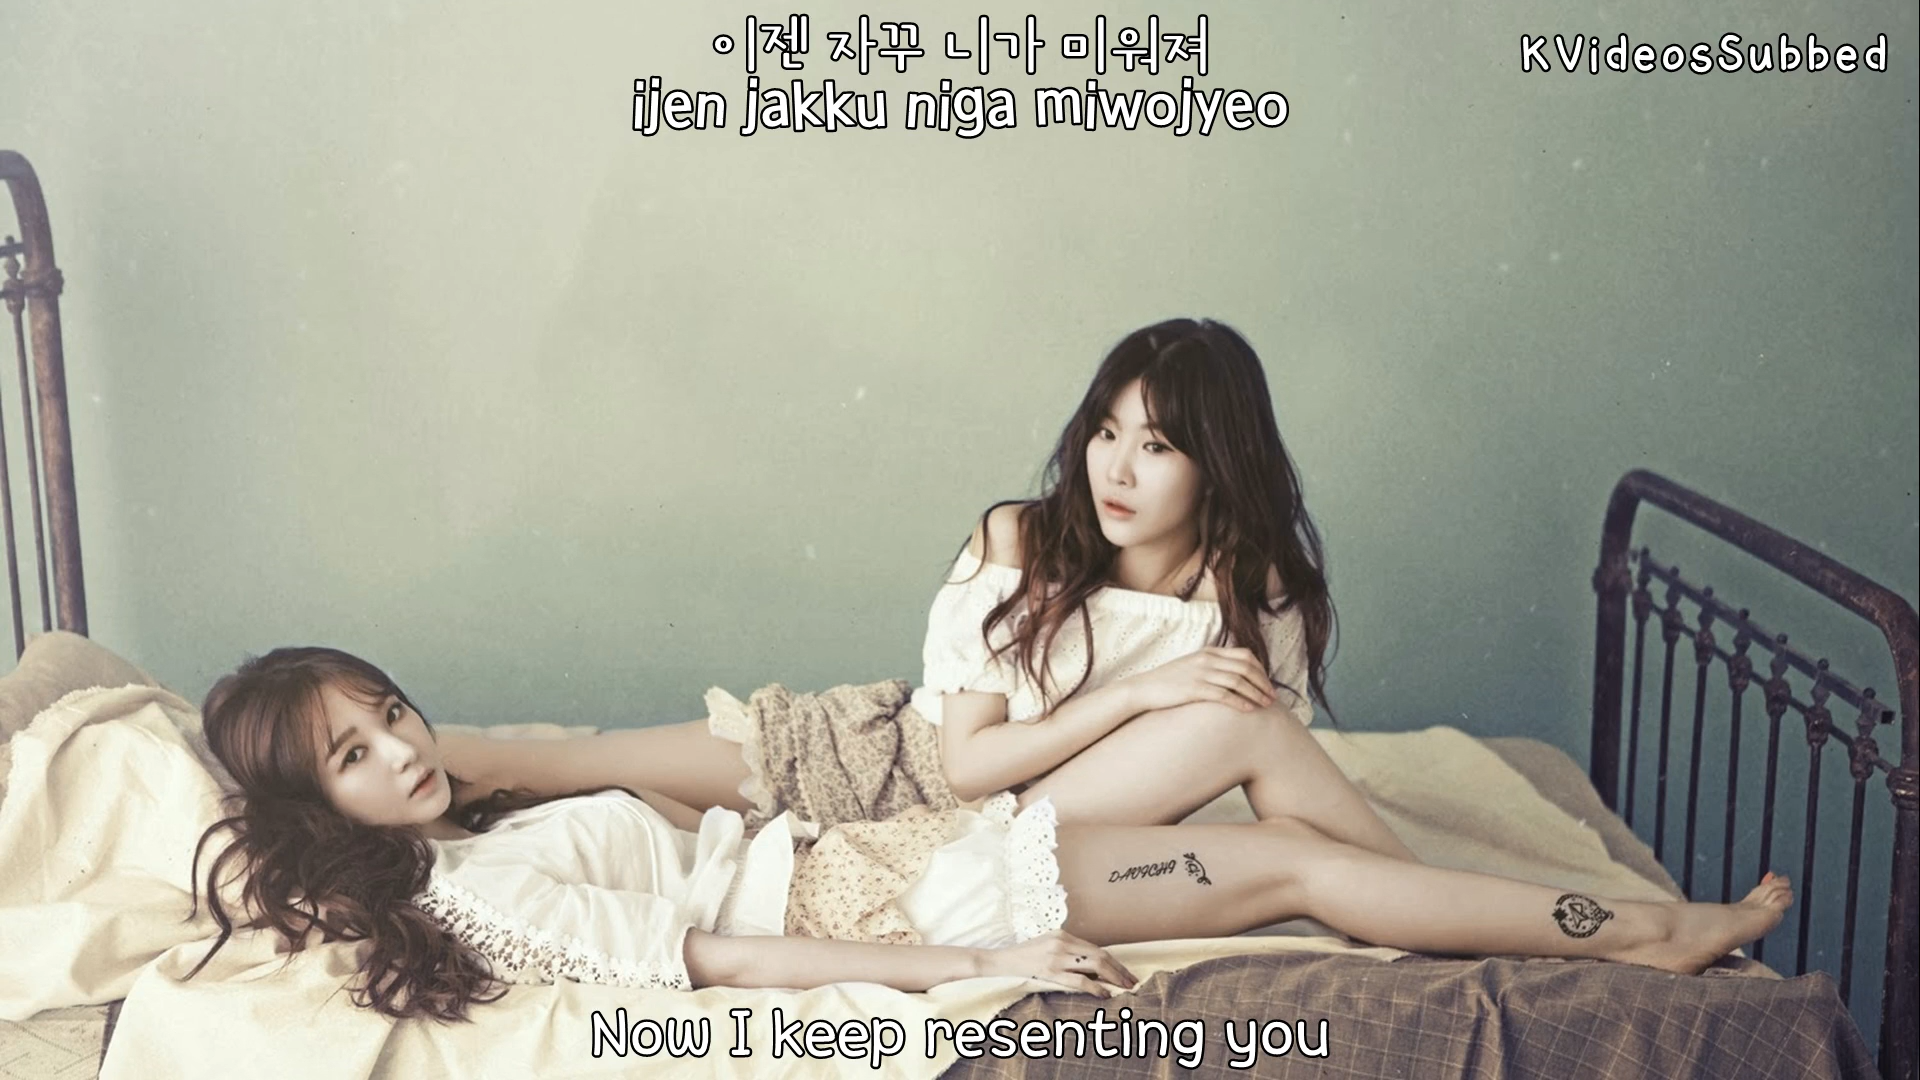 이젠 자꾸 니가 미워져
ijen jakku niga miwojyeo
KVideosSubbed
DAVICHI
Now I keep resenting you